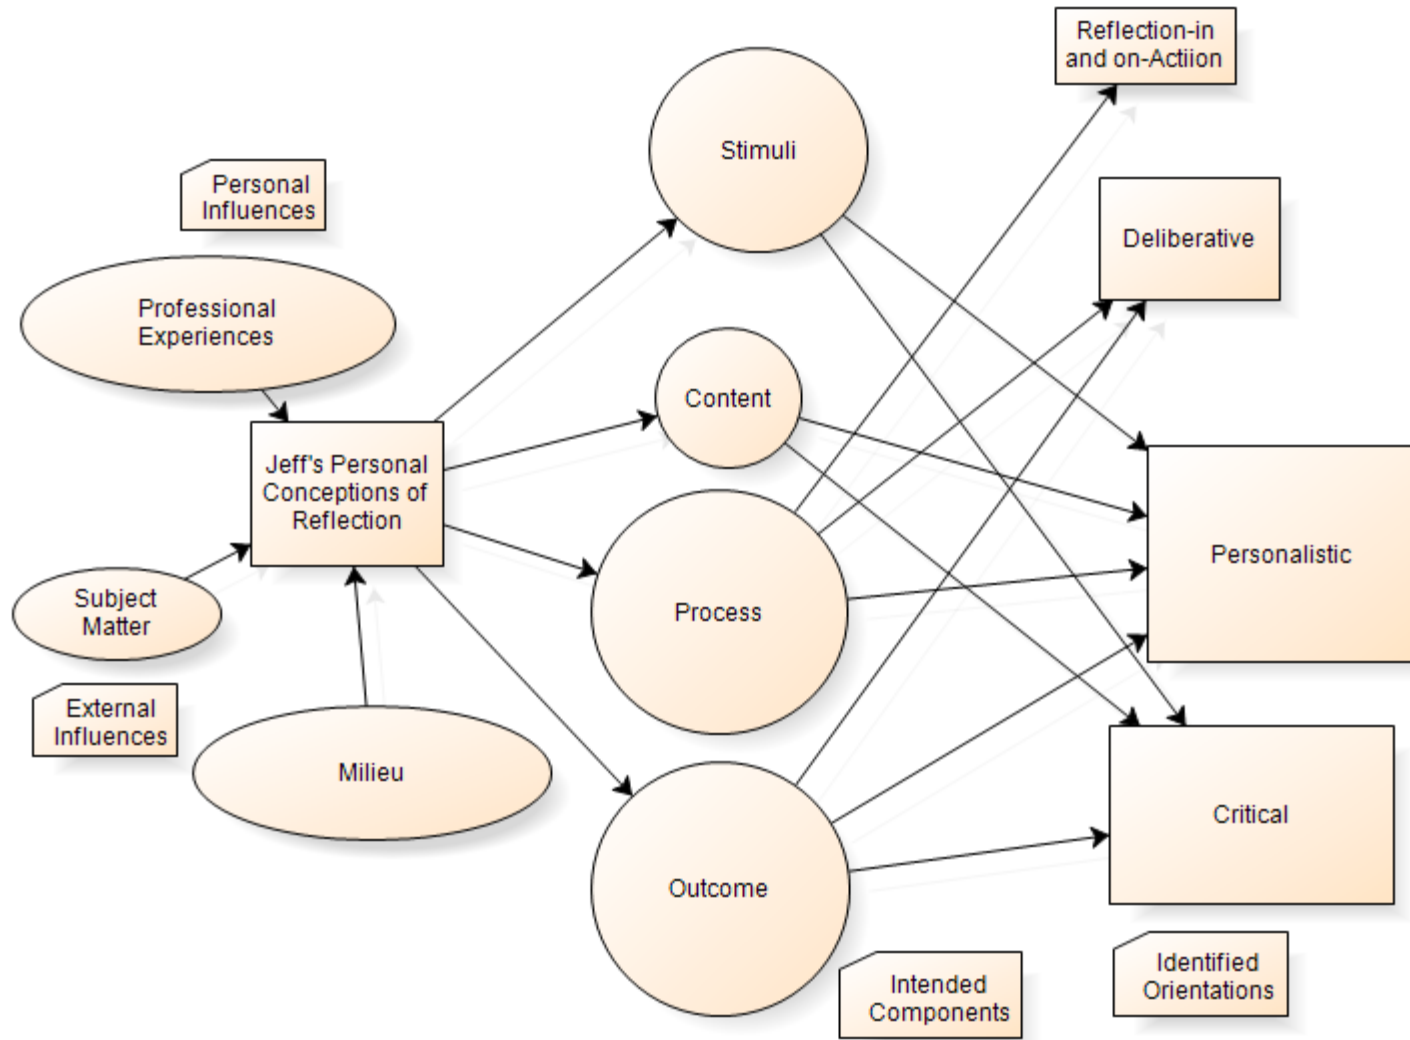 Reflection-in
and on-Actiion
Stimuli
Personal
Influences
Deliberative
Professional
Experiences
Content
Jeff's Personal
Conceptions of
Reflection
Personalistic
Subject
Matter
Process
External
Influences
Milieu
Critical
Outcome
Intended
Components
Identified
Orientations